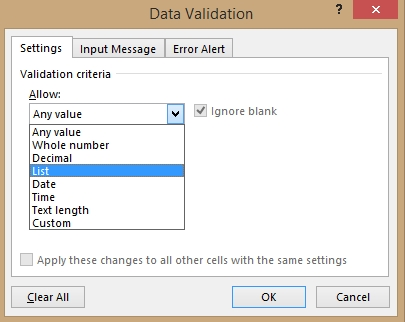 Data Validation ? ×
Settings Input Message Error Alert
Validation criteria
Allow:
Any value Ignore blank
Any value
Whole number
Decimal
List
Date
Time
Text length
Custom
Apply these changes to all other cells with the same settings
Clear All OK Cancel